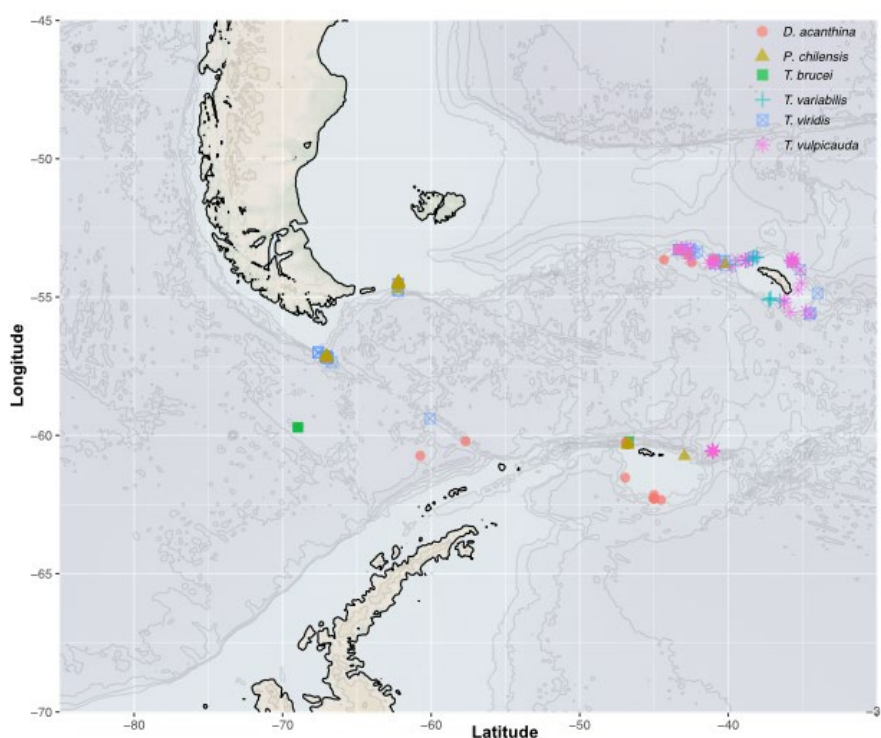 -45
-50
-55
-60
-65
-70
Longitude
D. acanthina
P. chilensis
T. brucei
T. variabilis
T. viridis
T. vulpicauda
-80
-70
-60
-50
-40
-3
Latitude